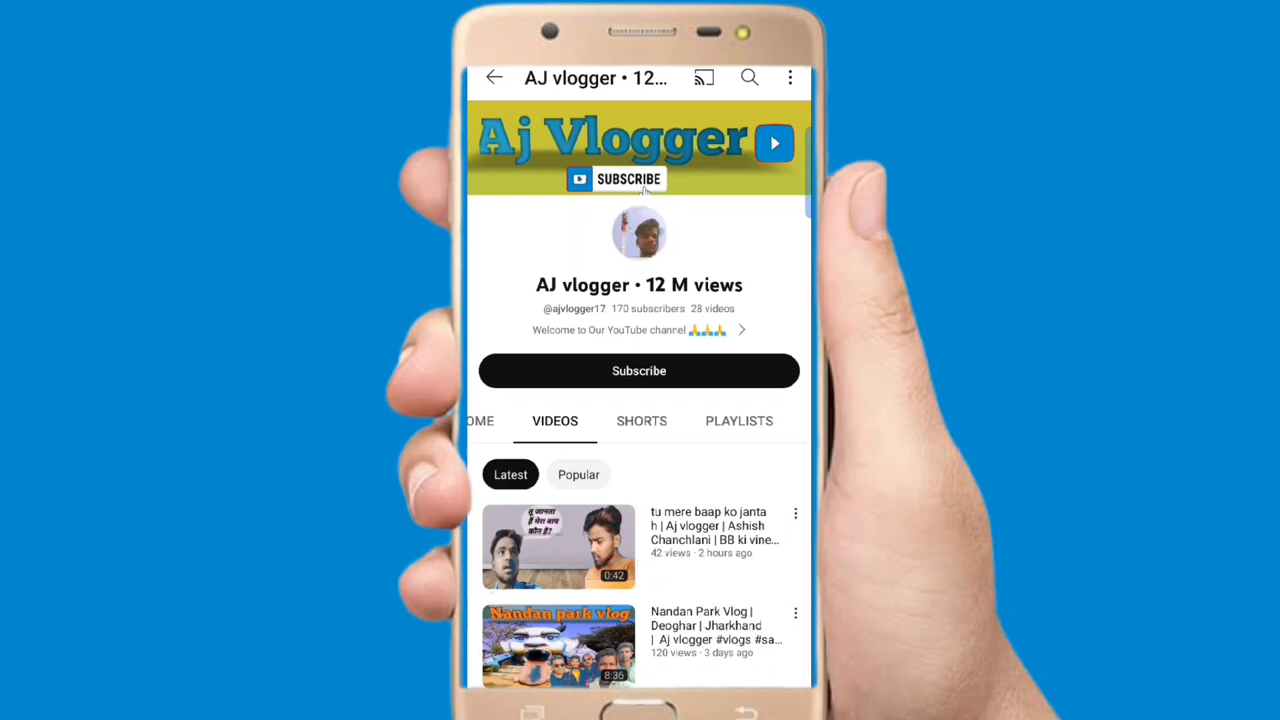 AJ vlogger • 12...
Aj Vlogger
SUBSCRIBE
AJ vlogger • 12 M views
@ajvlogger17 170 subscribers 28 videos
Welcome to Our YouTube channel 🙏🙏🙏
Subscribe
OME VIDEOS SHORTS PLAYLISTS
Latest Popular
तू जानता
है मेरा बाप
कौन है?
0:42
tu mere baap ko janta
h | Aj vlogger | Ashish
Chanchlani | BB ki vine...
42 views · 2 hours ago
Nandan park vlog
8:36
Nandan Park Vlog |
Deoghar | Jharkhand
| Aj vlogger #vlogs #sa...
120 views · 3 days ago